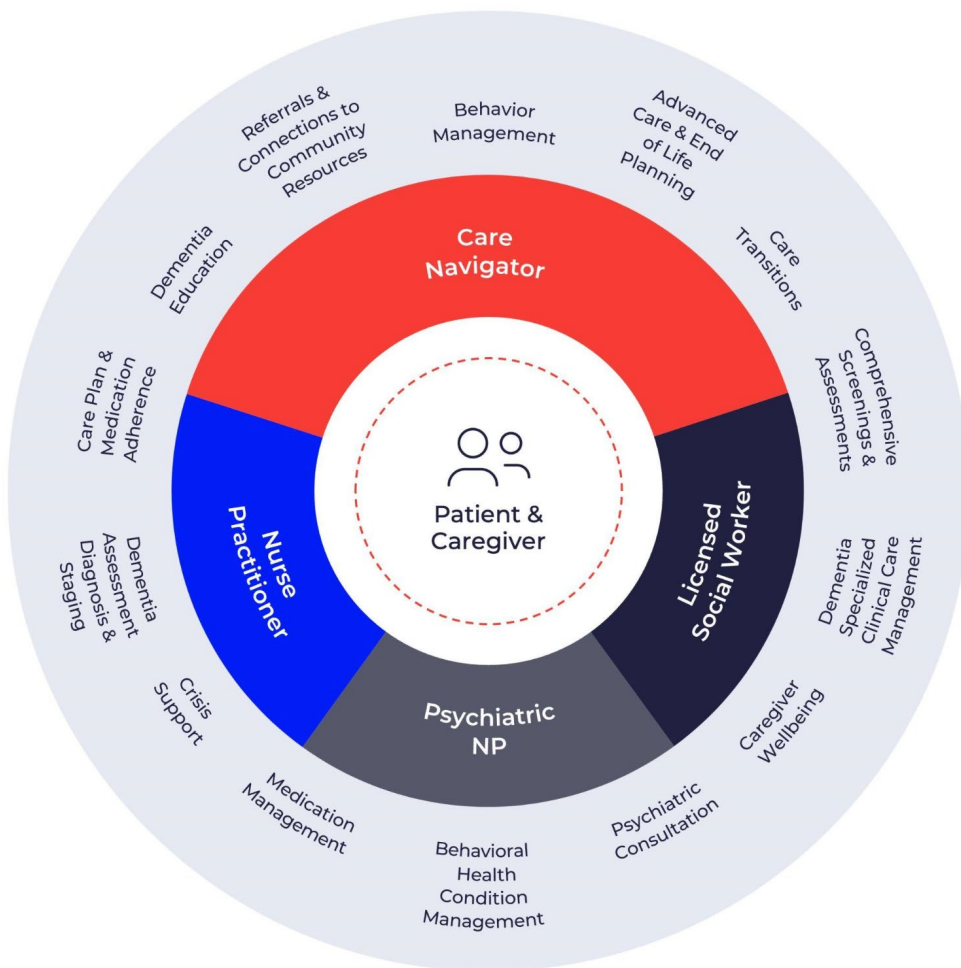 Behavior
Management
Advanced
Care & End
of Life
Planning
Care
Transitions
Comprehensive
Screenings &
Assessments
Dementia
Specialized
Clinical Care
Management
Caregiver
Wellbeing
Psychiatric
Consultation
Behavioral
Health
Condition
Management
Medication
Management
Crisis
Support
Dementia
Assessment
Diagnosis &
Staging
Care Plan &
Medication
Adherence
Dementia
Education
Referrals &
Connections to
Community
Resources
Care
Navigator
Licensed
Social Worker
Psychiatric
NP
Nurse
Practitioner
Patient &
Caregiver